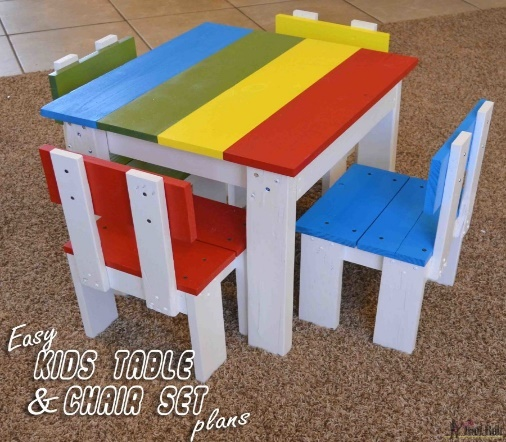 Easy
KIDS TABLE
& CHAIR SET
plans